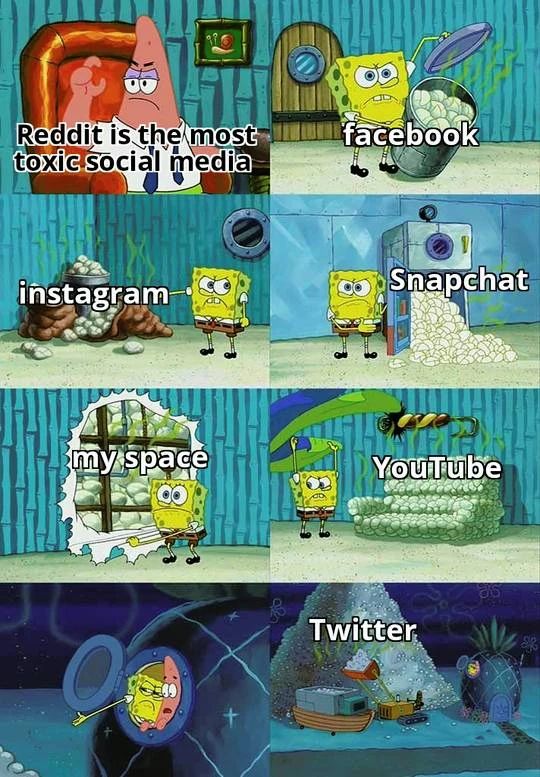 Reddit is the most
toxic social media
facebook
instagram
Snapchat
my space
YouTube
Twitter